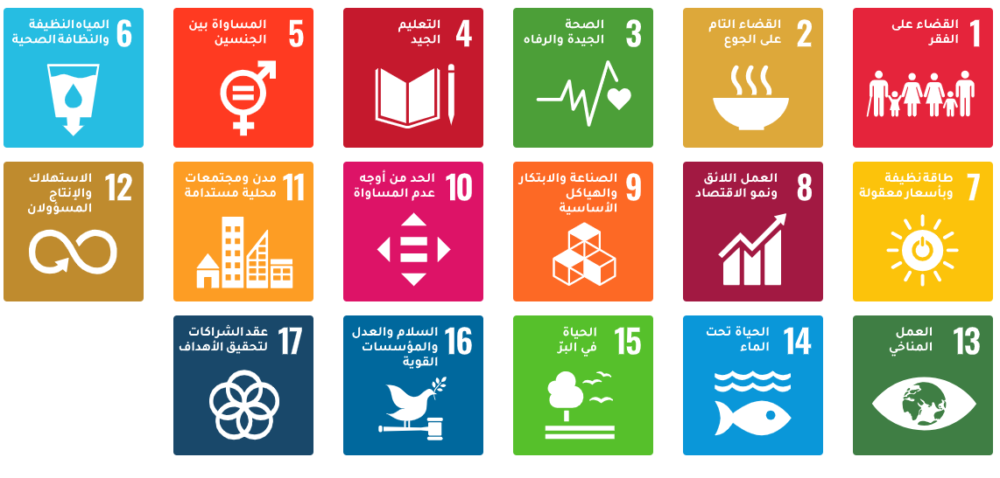 1
القضاء على
الفقر
2
القضاء التام
على الجوع
3
الصحة
الجيدة والرفاه
4
التعليم
الجيد
5
المساواة بين
الجنسين
6
المياه النظيفة
والنظافة الصحية
7
طاقة نظيفة
وبأسعار معقولة
8
العمل اللائق
ونمو الاقتصاد
9
الصناعة والابتكار
والهياكل
الأساسية
10
الحد من أوجه
عدم المساواة
11
مدن ومجتمعات
محلية مستدامة
12
الاستهلاك
والإنتاج
المسؤولان
13
العمل
المناخي
14
الحياة تحت
الماء
15
الحياة
في البرّ
16
السلام والعدل
والمؤسسات
القوية
17
عقد الشراكات
لتحقيق الأهداف